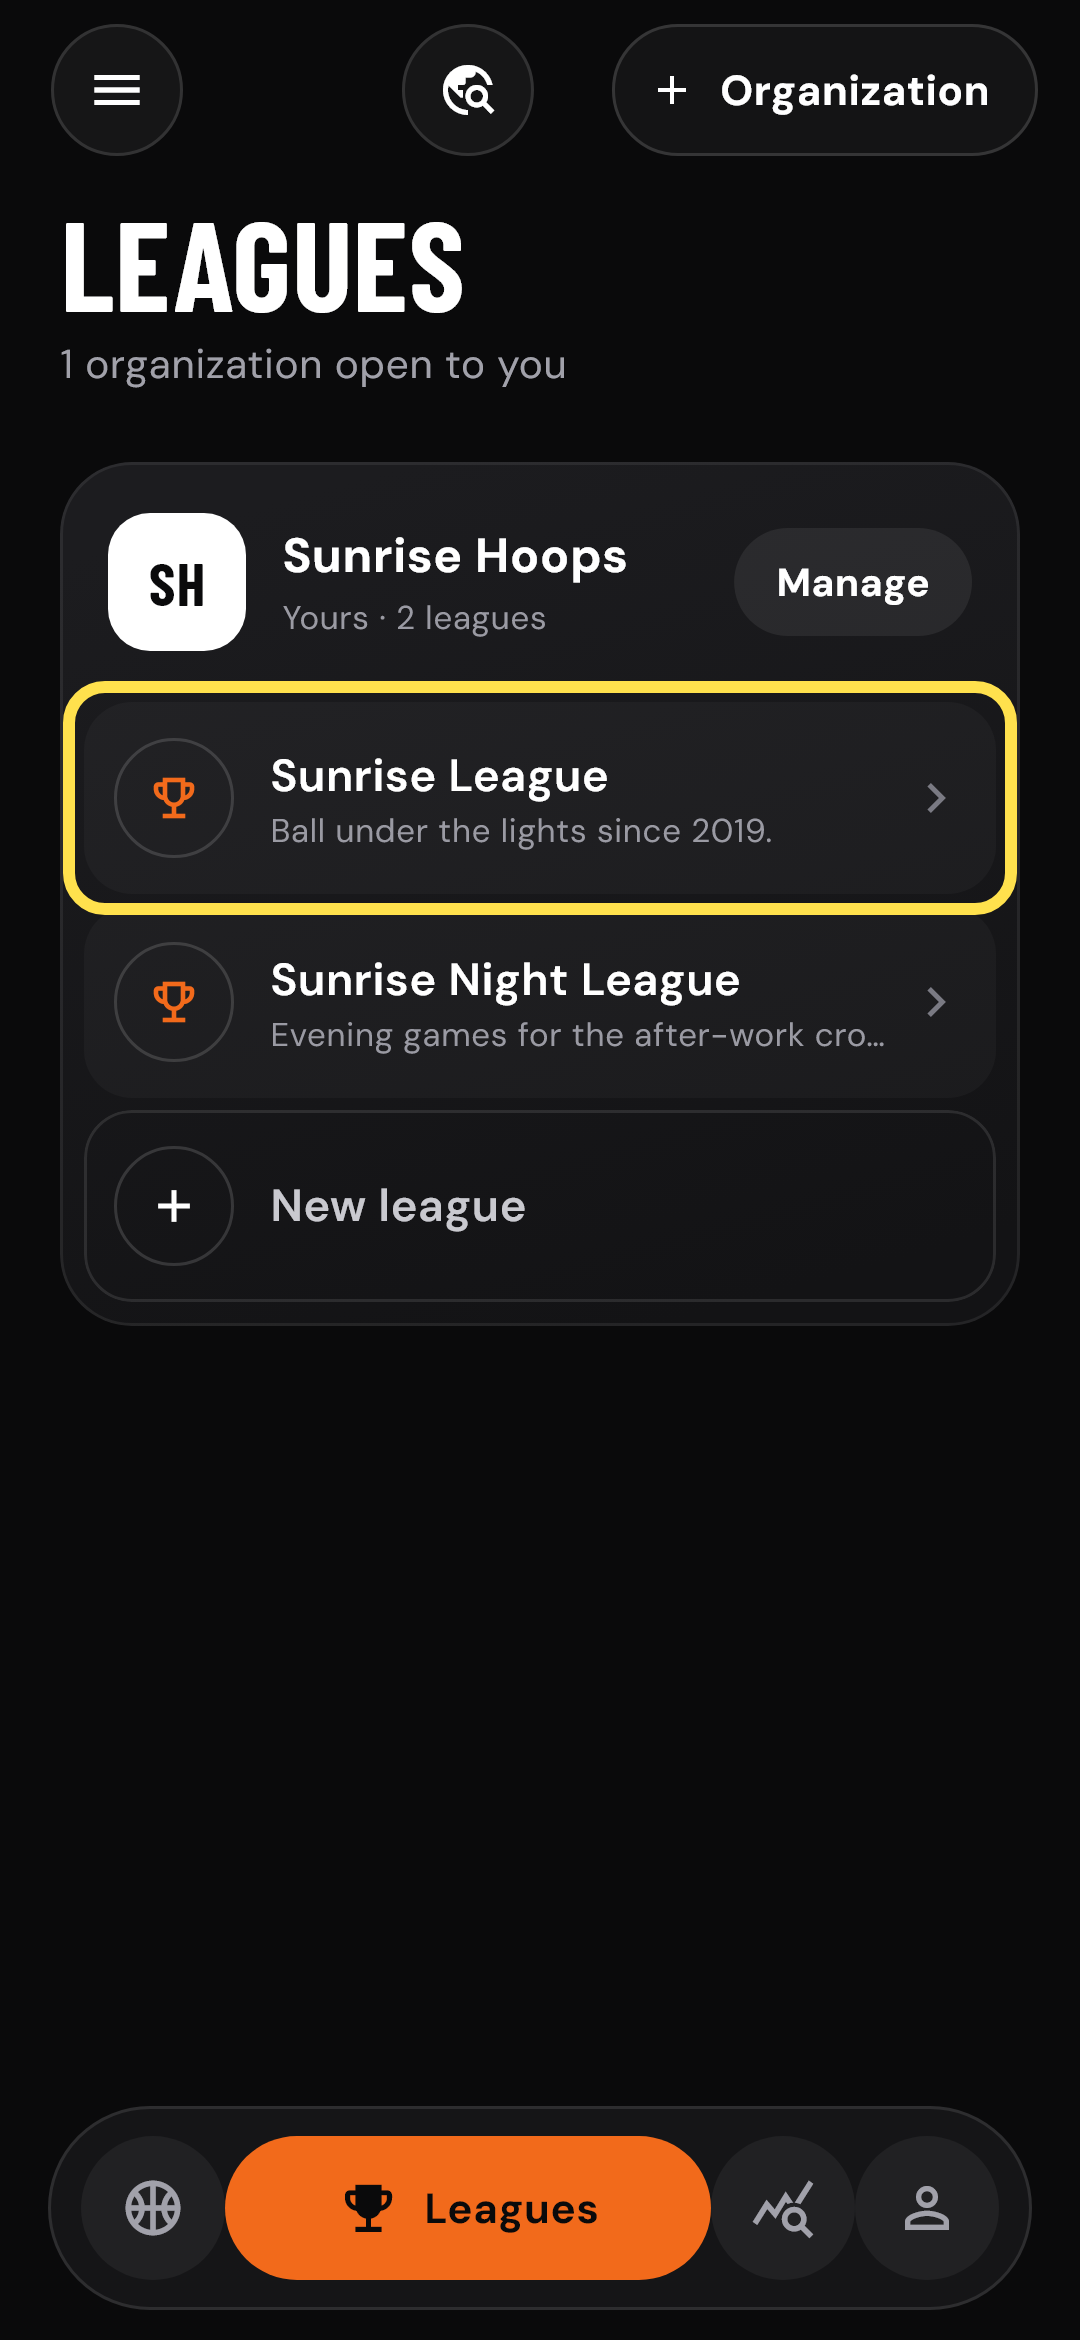 Organization
LEAGUES
1 organization open to you
SH
Sunrise Hoops
Yours · 2 leagues
Manage
Sunrise League
Ball under the lights since 2019.
Sunrise Night League
Evening games for the after-work cro...
New league
Leagues